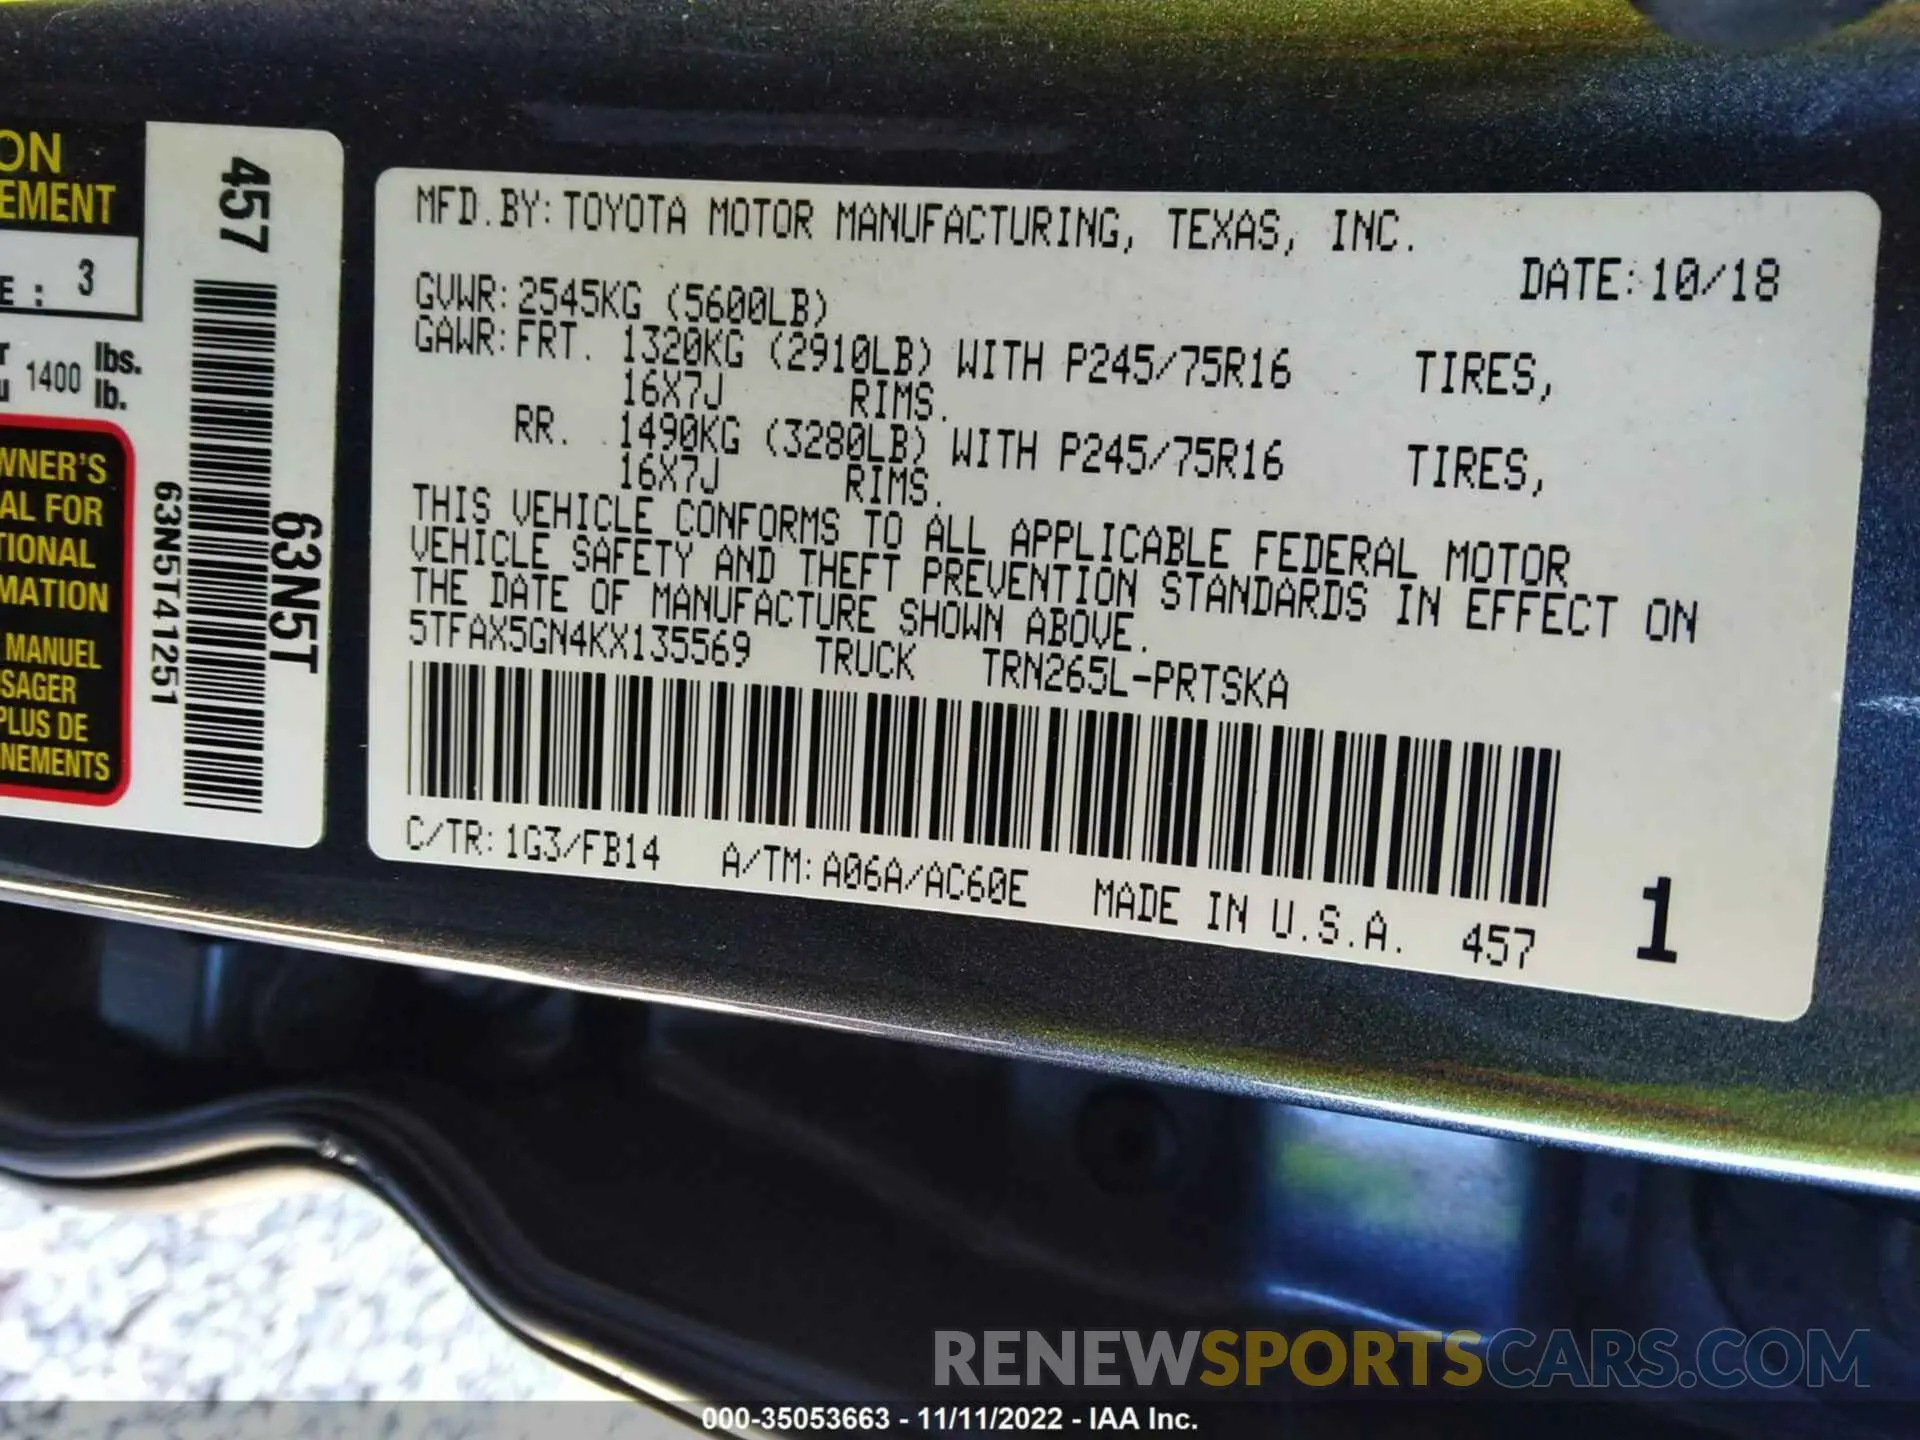 ON
EMENT
E : 3
r
u 1400 lbs.
lb.
WNER'S
AL FOR
TIONAL
MATION
MANUEL
SAGER
PLUS DE
NEMENTS
457
63N5T41251
63N5T
MFD.BY:TOYOTA MOTOR MANUFACTURING, TEXAS, INC.
DATE:10/18
GVWR:2545KG (5600LB)
GAWR:FRT. 1320KG (2910LB) WITH P245/75R16 TIRES,
16X7J RIMS.
RR. 1490KG (3280LB) WITH P245/75R16 TIRES,
16X7J RIMS.
THIS VEHICLE CONFORMS TO ALL APPLICABLE FEDERAL MOTOR
VEHICLE SAFETY AND THEFT PREVENTION STANDARDS IN EFFECT ON
THE DATE OF MANUFACTURE SHOWN ABOVE.
5TFAX5GN4KX135569 TRUCK TRN265L-PRTSKA
C/TR:1G3/FB14 A/TM:A06A/AC60E MADE IN U.S.A. 457
1
RENEWSPORTSCARS.COM
000-35053663 - 11/11/2022 - IAA Inc.